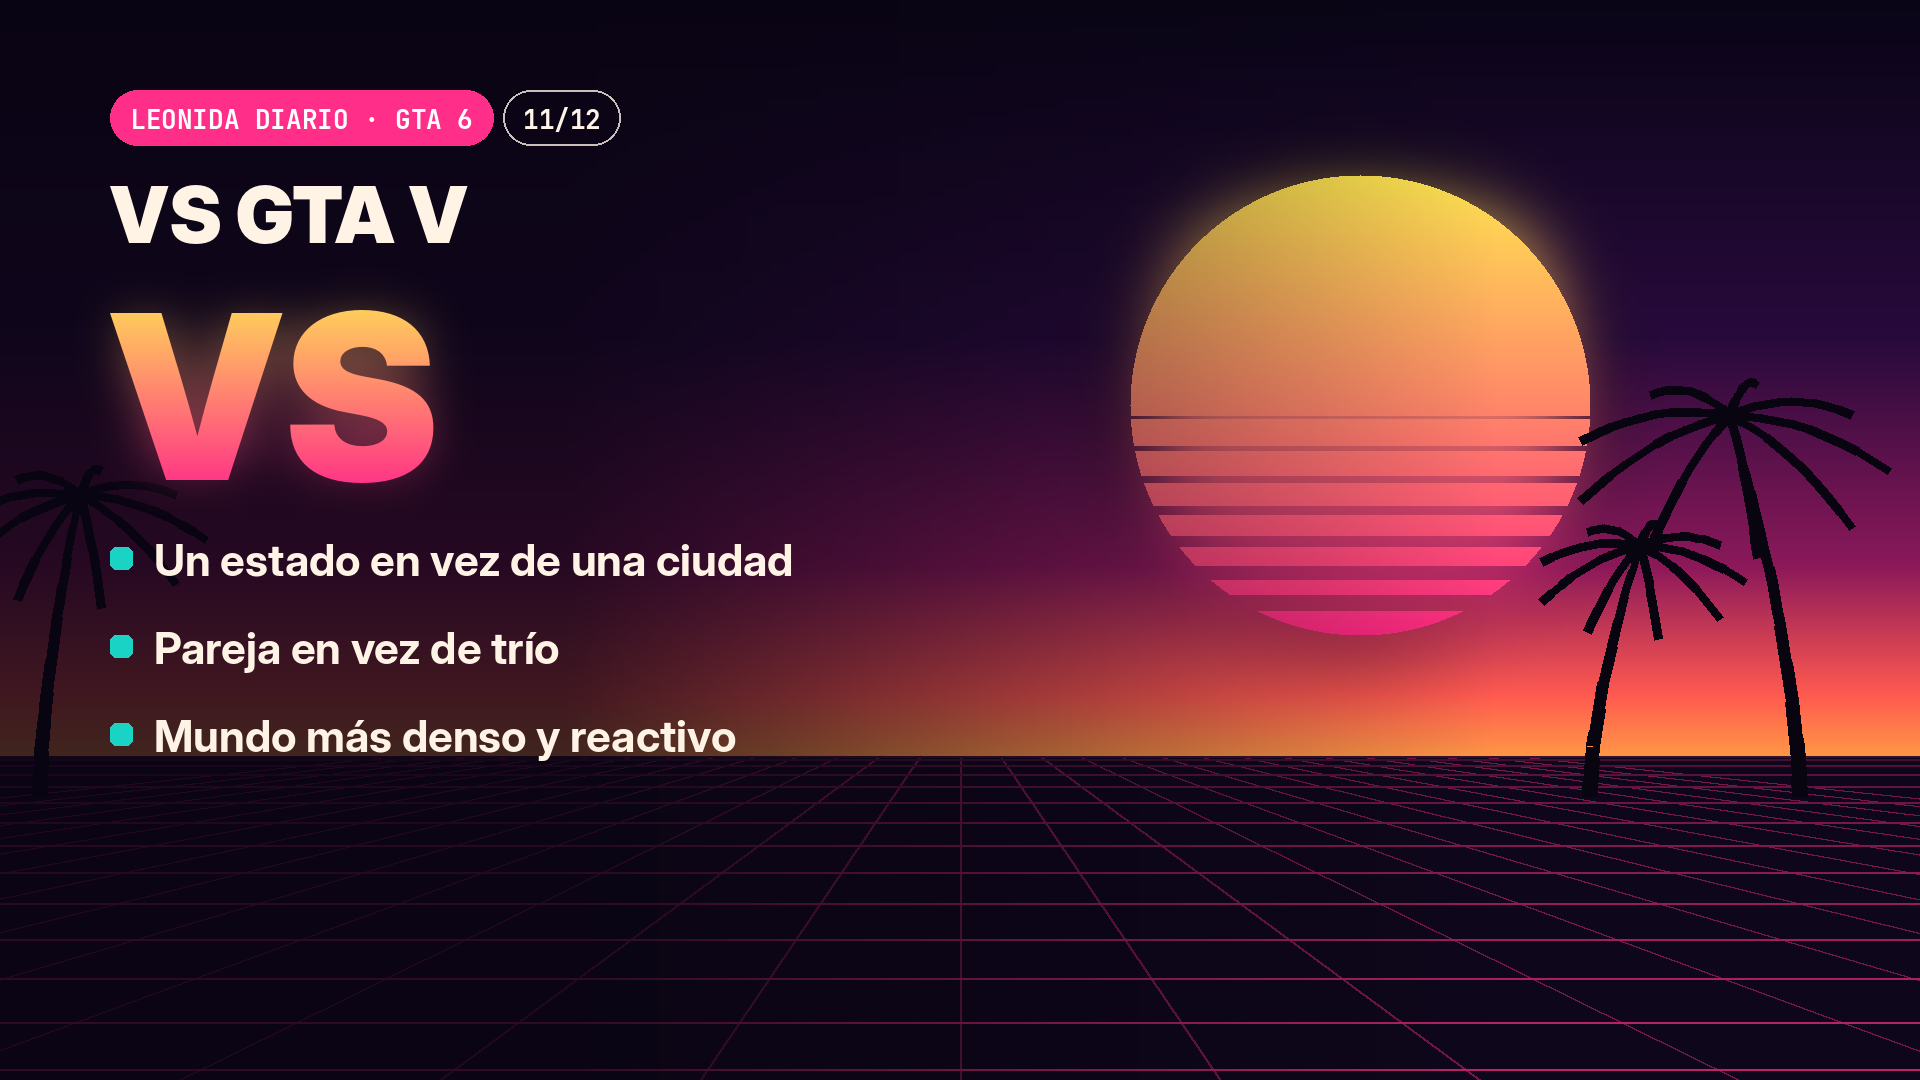 LEONIDA DIARIO · GTA 6
11/12
VS GTA V
VS
Un estado en vez de una ciudad
Pareja en vez de trío
Mundo más denso y reactivo